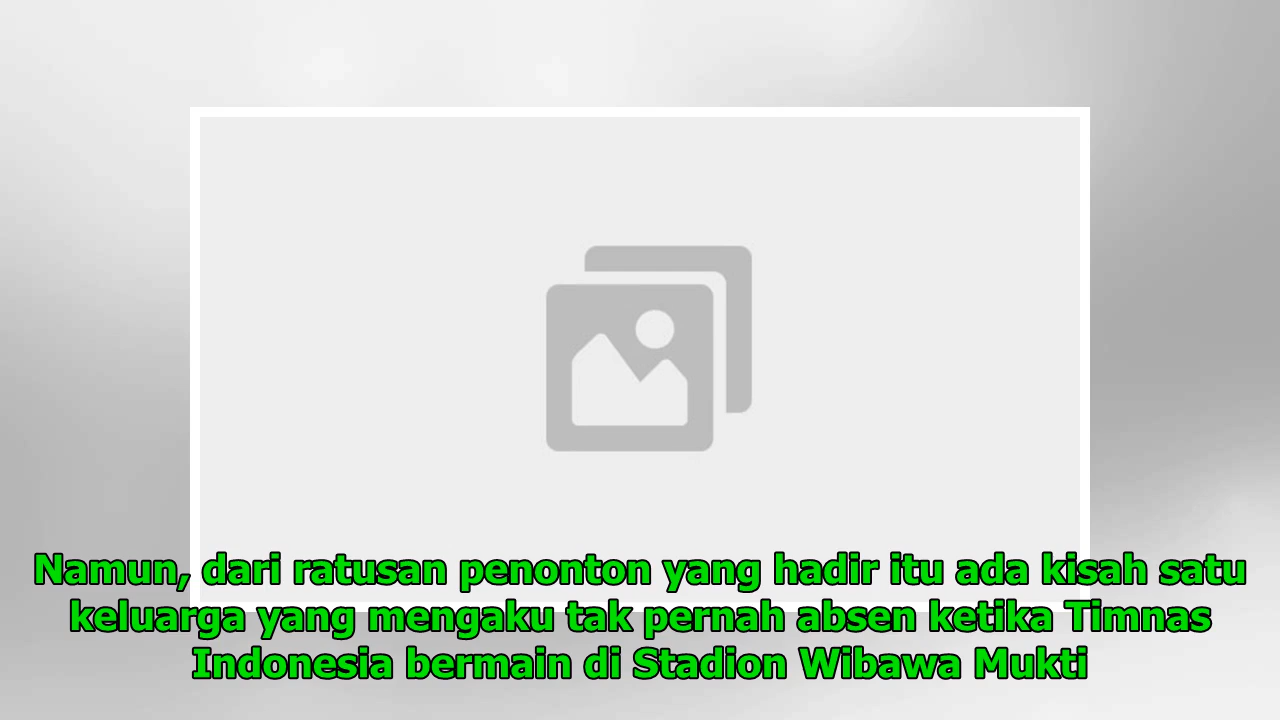 Namun, dari ratusan penonton yang hadir itu ada kisah satu
keluarga yang mengaku tak pernah absen ketika Timnas
Indonesia bermain di Stadion Wibawa Mukti